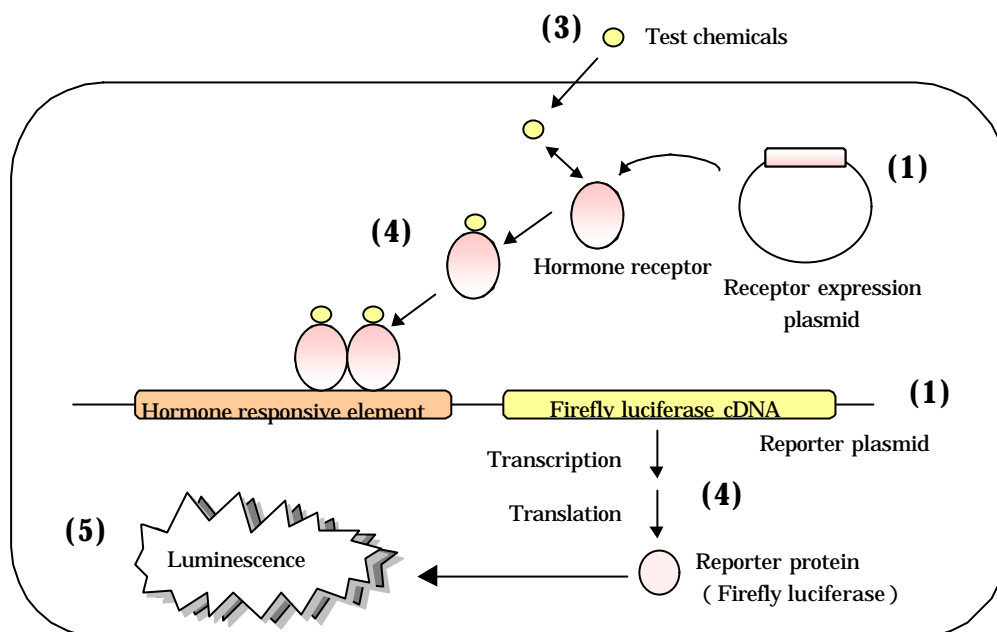 (3)
Test chemicals
(1)
(4)
Hormone receptor
Receptor expression
plasmid
(1)
Hormone responsive element
Firefly luciferase cDNA
Reporter plasmid
Transcription
(4)
Translation
(5)
Luminescence
Reporter protein
( Firefly luciferase )